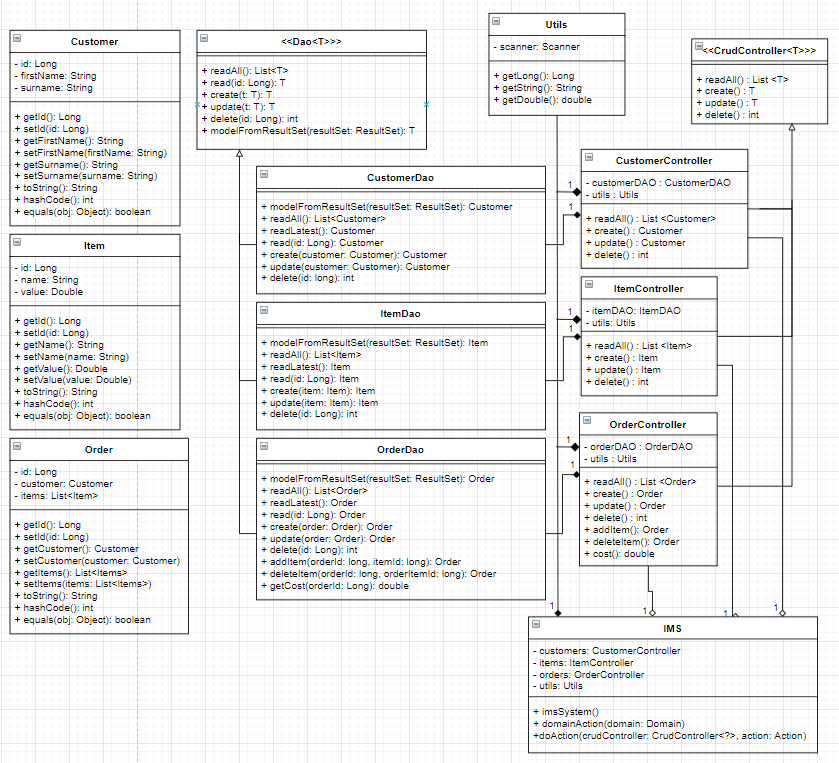 Customer
- id: Long
- firstName: String
- surname: String
+ getId(): Long
+ setId(id: Long)
+ getFirstName(): String
+ setFirstName(firstName: String)
+ getSurname(): String
+ setSurname(surname: String)
+ toString(): String
+ hashCode(): int
+ equals(obj: Object): boolean
Item
- id: Long
- name: String
- value: Double
+ getId(): Long
+ setId(id: Long)
+ getName(): String
+ setName(name: String)
+ getValue(): Double
+ setValue(value: Double)
+ toString(): String
+ hashCode(): int
+ equals(obj: Object): boolean
Order
- id: Long
- customer: Customer
- items: List<Item>
+ getId(): Long
+ setId(id: Long)
+ getCustomer(): Customer
+ setCustomer(customer: Customer)
+ getItems(): List<Items>
+ setItems(items: List<Items>)
+ toString(): String
+ hashCode(): int
+ equals(obj: Object): boolean
<<Dao<T>>>
+ readAll(): List<T>
+ read(id: Long): T
+ create(t: T): T
+ update(t: T): T
+ delete(id: Long): int
+ modelFromResultSet(resultSet: ResultSet): T
CustomerDao
+ modelFromResultSet(resultSet: ResultSet): Customer
+ readAll(): List<Customer>
+ readLatest(): Customer
+ read(id: Long): Customer
+ create(customer: Customer): Customer
+ update(customer: Customer): Customer
+ delete(id: long): int
ItemDao
+ modelFromResultSet(resultSet: ResultSet): Item
+ readAll(): List<Item>
+ readLatest(): Item
+ read(id: Long): Item
+ create(item: Item): Item
+ update(item: Item): Item
+ delete(id: Long): int
OrderDao
+ modelFromResultSet(resultSet: ResultSet): Order
+ readAll(): List<Order>
+ readLatest(): Order
+ read(id: Long): Order
+ create(order: Order): Order
+ update(order: Order): Order
+ delete(id: Long): int
+ addItem(orderId: long, itemId: long): Order
+ deleteItem(orderId: long, orderItemId: long): Order
+ getCost(orderId: Long): double
Utils
- scanner: Scanner
+ getLong(): Long
+ getString(): String
+ getDouble(): double
<<CrudController<T>>>
+ readAll() : List <T>
+ create() : T
+ update() : T
+ delete() : int
1
1
CustomerController
- customerDAO : CustomerDAO
- utils : Utils
+ readAll() : List <Customer>
+ create() : Customer
+ update() : Customer
+ delete() : int
1
1
ItemController
- itemDAO: ItemDAO
- utils: Utils
+ readAll() : List <Item>
+ create() : Item
+ update() : Item
+ delete() : int
1
1
OrderController
- orderDAO : OrderDAO
- utils : Utils
+ readAll() : List <Order>
+ create() : Order
+ update() : Order
+ delete() : int
+ addItem(): Order
+ deleteItem(): Order
+ cost(): double
1
1
1
1
IMS
- customers: CustomerController
- items: ItemController
- orders: OrderController
- utils: Utils
+ imsSystem()
+ domainAction(domain: Domain)
+doAction(crudController: CrudController<?>, action: Action)